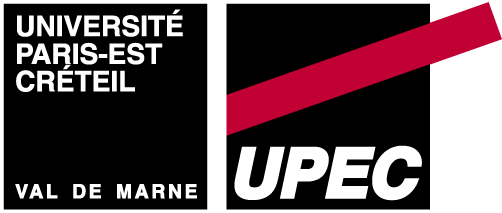 UNIVERSITÉ
PARIS-EST
CRÉTEIL
VAL DE MARNE
UPEC